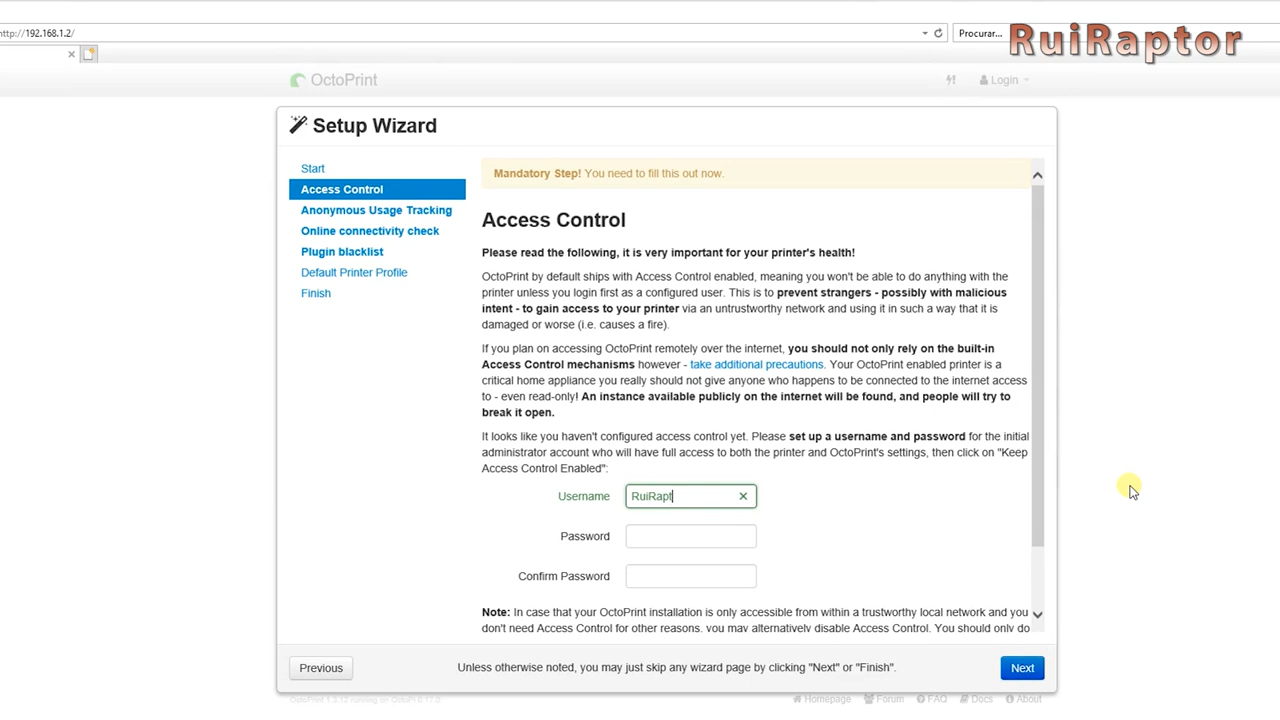 http://192.168.1.2/
Procurar...
RuiRaptor
OctoPrint
Login
Setup Wizard
Start
Access Control
Anonymous Usage Tracking
Online connectivity check
Plugin blacklist
Default Printer Profile
Finish
Mandatory Step! You need to fill this out now.
Access Control
Please read the following, it is very important for your printer's health!
OctoPrint by default ships with Access Control enabled, meaning you won't be able to do anything with the
printer unless you login first as a configured user. This is to prevent strangers - possibly with malicious
intent - to gain access to your printer via an untrustworthy network and using it in such a way that it is
damaged or worse (i.e. causes a fire).
If you plan on accessing OctoPrint remotely over the internet, you should not only rely on the built-in
Access Control mechanisms however - take additional precautions. Your OctoPrint enabled printer is a
critical home appliance you really should not give anyone who happens to be connected to the internet access
to - even read-only! An instance available publicly on the internet will be found, and people will try to
break it open.
It looks like you haven't configured access control yet. Please set up a username and password for the initial
administrator account who will have full access to both the printer and OctoPrint's settings, then click on "Keep
Access Control Enabled":
Username RuiRapt
Password
Confirm Password
Note: In case that your OctoPrint installation is only accessible from within a trustworthy local network and you
don't need Access Control for other reasons, you may alternatively disable Access Control. You should only do
Previous
Unless otherwise noted, you may just skip any wizard page by clicking "Next" or "Finish".
Next
OctoPrint 1.3.12 running on OctoPi 0.17.0
Homepage Forum FAQ Docs About